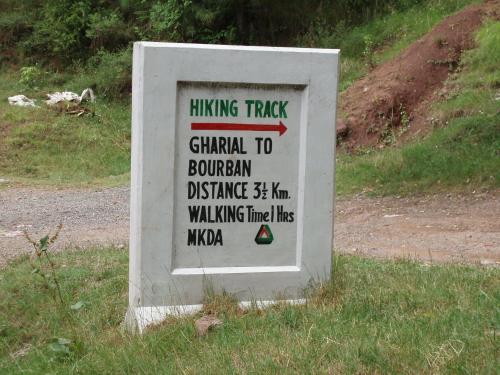 HIKING TRACK
GHARIAL TO
BOURBAN
DISTANCE 3½ Km.
WALKING Time 1 Hrs
MKDA